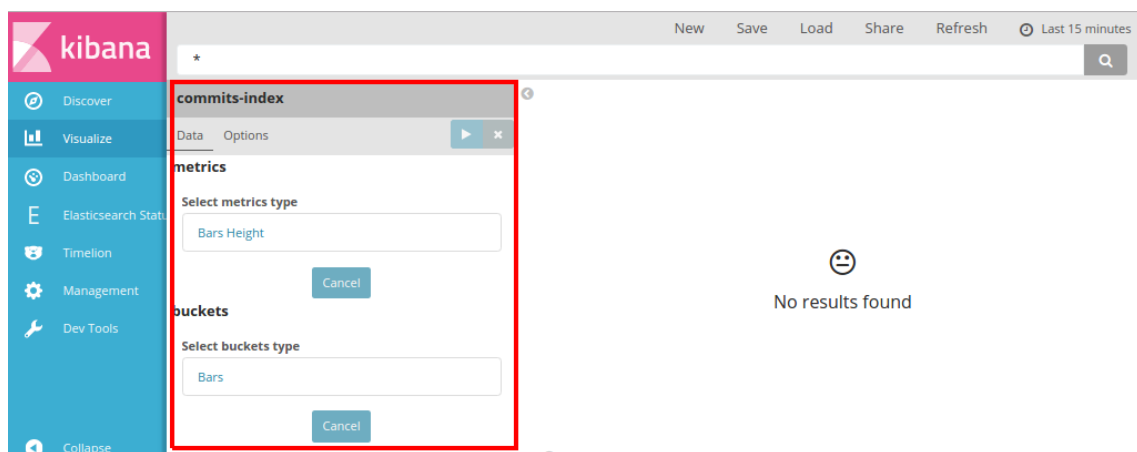 kibana
New Save Load Share Refresh Last 15 minutes
*
Discover
Visualize
Dashboard
E Elasticsearch Statu
Timelion
Management
Dev Tools
Collapse
commits-index
Data Options
metrics
Select metrics type
Bars Height
Cancel
buckets
Select buckets type
Bars
Cancel
No results found